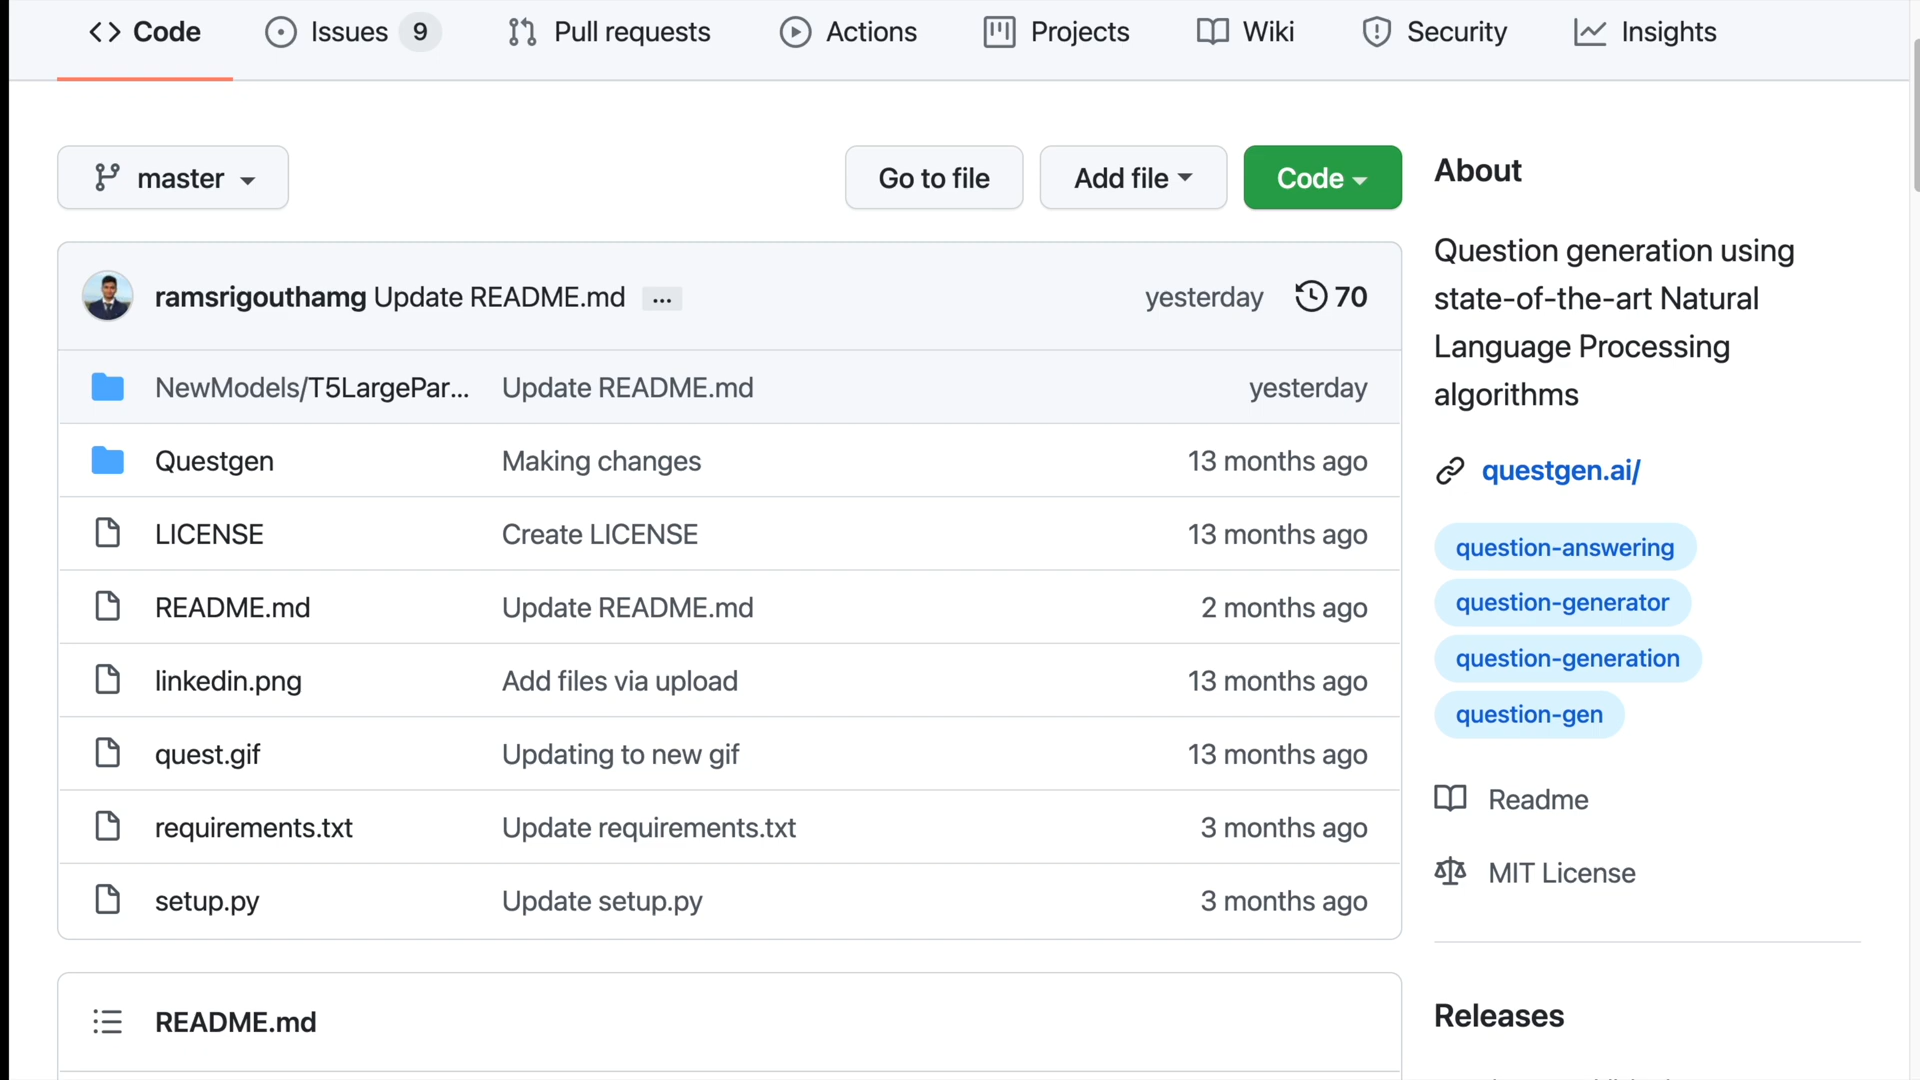 Code
Issues 9
Pull requests
Actions
Projects
Wiki
Security
Insights
master
Go to file
Add file
Code
ramsrigouthamg Update README.md ...
yesterday
70
NewModels/T5LargePar... Update README.md yesterday
Questgen Making changes 13 months ago
LICENSE Create LICENSE 13 months ago
README.md Update README.md 2 months ago
linkedin.png Add files via upload 13 months ago
quest.gif Updating to new gif 13 months ago
requirements.txt Update requirements.txt 3 months ago
setup.py Update setup.py 3 months ago
README.md
About
Question generation using
state-of-the-art Natural
Language Processing
algorithms
questgen.ai/
question-answering
question-generator
question-generation
question-gen
Readme
MIT License
Releases